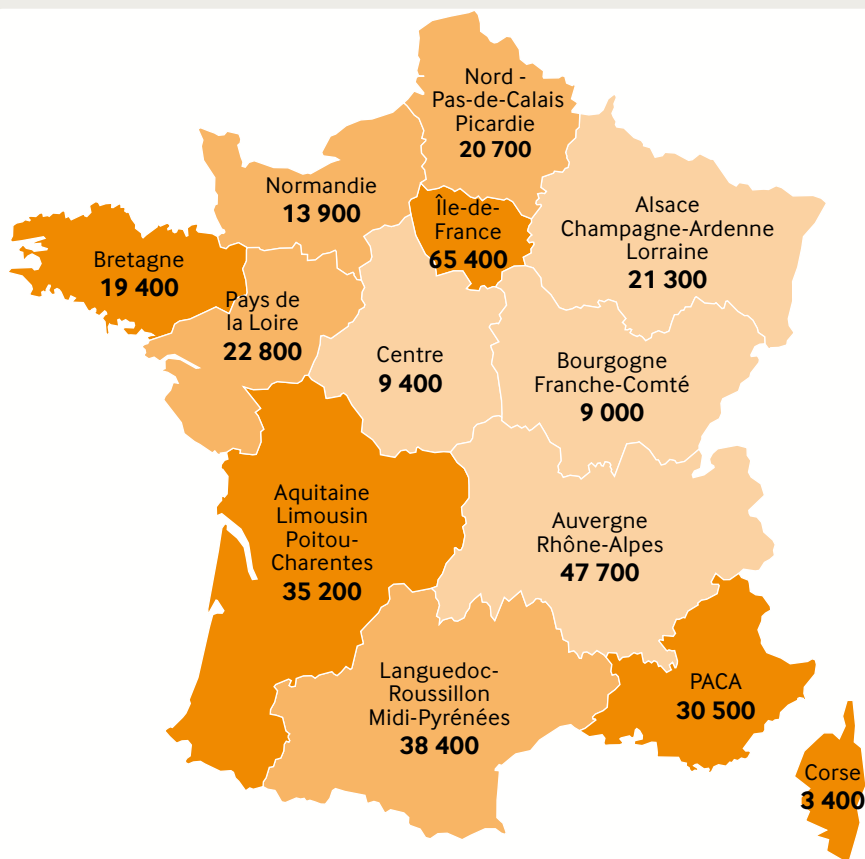 Nord -
Pas-de-Calais
Picardie
20 700
Normandie
13 900
Île-de-
France
65 400
Alsace
Champagne-Ardenne
Lorraine
21 300
Bretagne
19 400
Pays de
la Loire
22 800
Centre
9 400
Bourgogne
Franche-Comté
9 000
Aquitaine
Limousin
Poitou-
Charentes
35 200
Auvergne
Rhône-Alpes
47 700
Languedoc-
Roussillon
Midi-Pyrénées
38 400
PACA
30 500
Corse
3 400